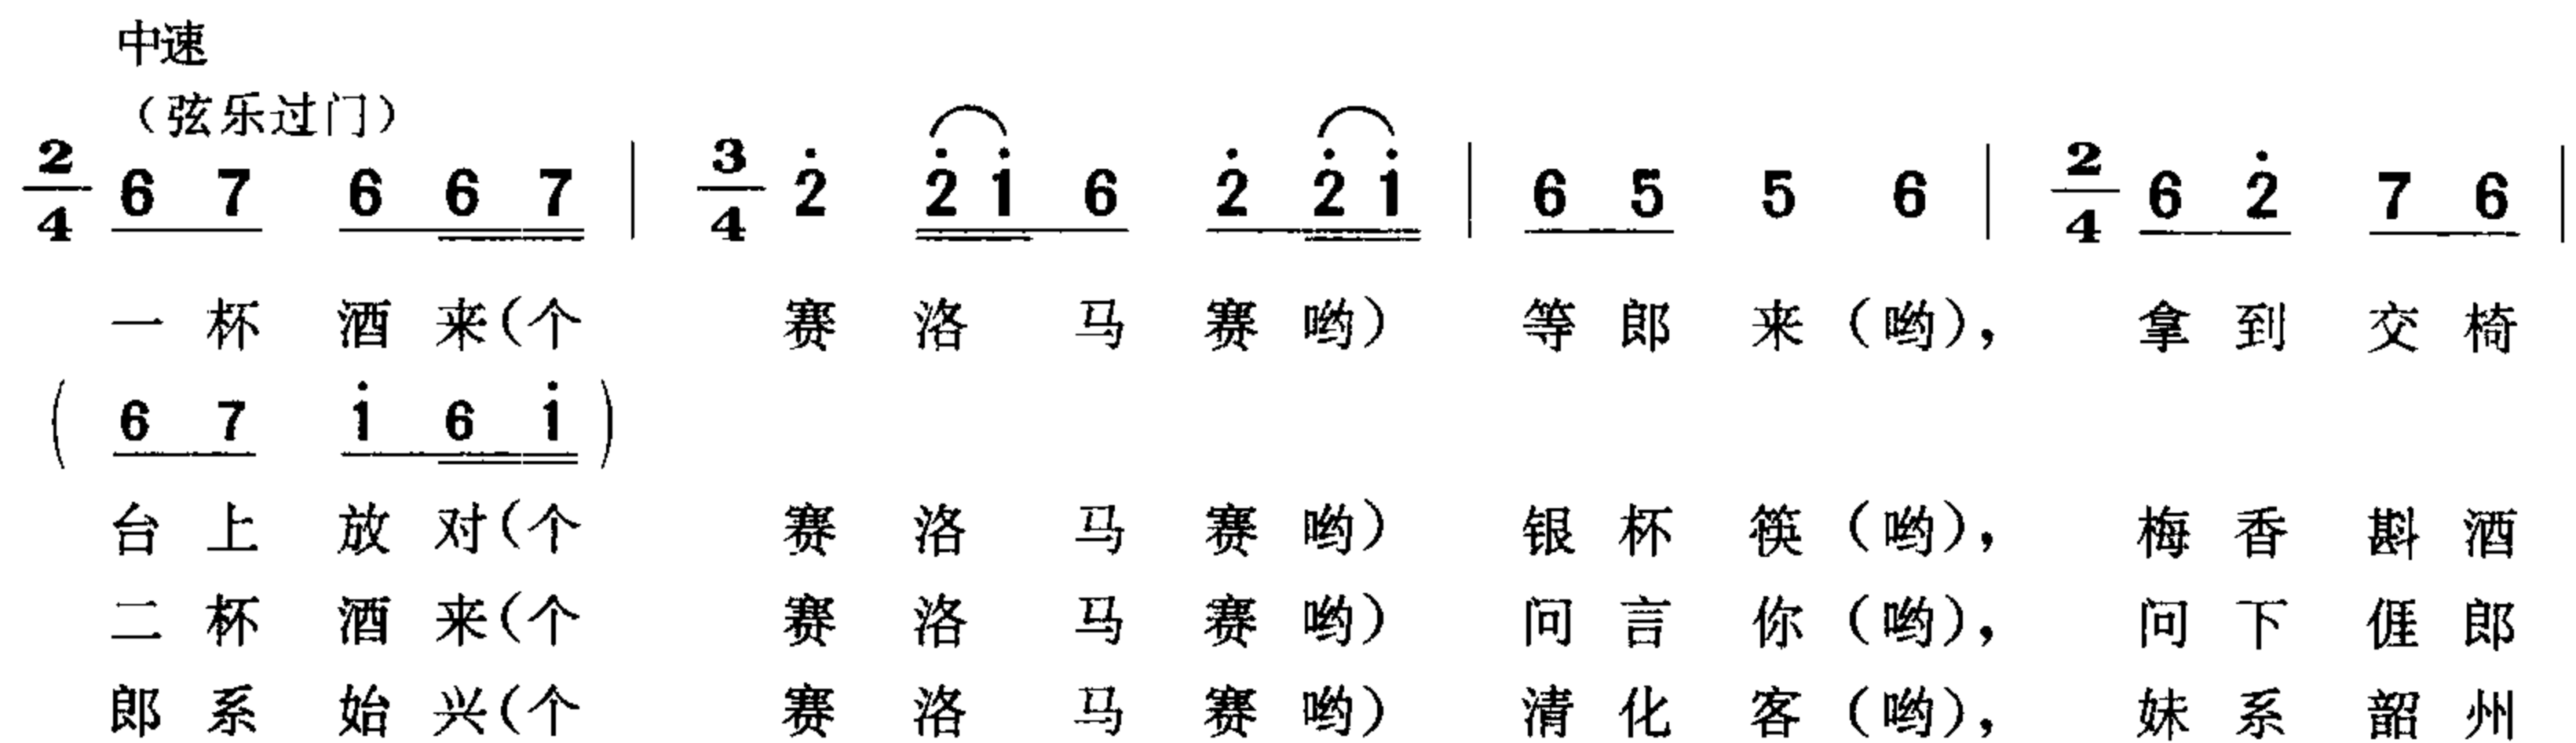 中速
（弦乐过门）
2/4 6 7 6 6 7 | 3/4 2̇ 2̇ 1̇ 6 2̇ 2̇ 1̇ | 6 5 5 6 | 2/4 6 2̇ 7 6 |
一杯酒来（个 赛洛马赛哟）等郎来（哟），拿到交椅
（6 7 1̇ 6 1̇）
台上放对（个 赛洛马赛哟）银杯筷（哟），梅香斟酒
二杯酒来（个 赛洛马赛哟）问言你（哟），问下𠊎郎
郎系始兴（个 赛洛马赛哟）清化客（哟），妹系韶州